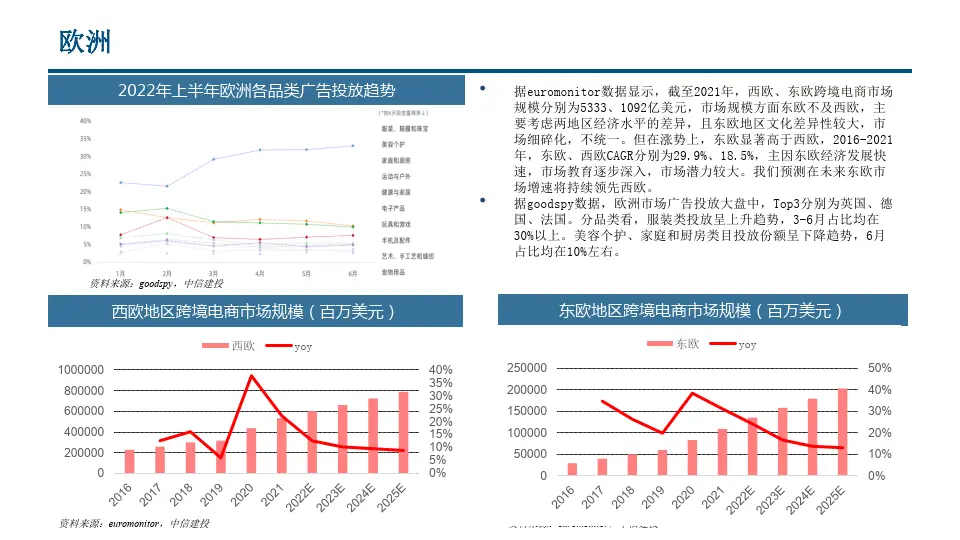 欧洲
2022年上半年欧洲各品类广告投放趋势
（*按6月投放量降序↓）
40%
35%
30%
25%
20%
15%
10%
5%
0%
1月 2月 3月 4月 5月 6月
服装、鞋履和珠宝
美容个护
家庭和厨房
运动与户外
健康与家居
电子产品
玩具和游戏
手机及配件
艺术、手工艺和缝纫
宠物用品
资料来源：goodspy，中信建投
• 据euromonitor数据显示，截至2021年，西欧、东欧跨境电商市场
规模分别为5333、1092亿美元，市场规模方面东欧不及西欧，主
要考虑两地区经济水平的差异，且东欧地区文化差异性较大，市
场细碎化，不统一。但在涨势上，东欧显著高于西欧，2016-2021
年，东欧、西欧CAGR分别为29.9%、18.5%，主因东欧经济发展快
速，市场教育逐步深入，市场潜力较大。我们预测在未来东欧市
场增速将持续领先西欧。
• 据goodspy数据，欧洲市场广告投放大盘中，Top3分别为英国、德
国、法国。分品类看，服装类投放呈上升趋势，3-6月占比均在
30%以上。美容个护、家庭和厨房类目投放份额呈下降趋势，6月
占比均在10%左右。
西欧地区跨境电商市场规模（百万美元）
西欧 yoy
1000000
800000
600000
400000
200000
0
40%
35%
30%
25%
20%
15%
10%
5%
0%
2016 2017 2018 2019 2020 2021 2022E 2023E 2024E 2025E
资料来源：euromonitor，中信建投
东欧地区跨境电商市场规模（百万美元）
东欧 yoy
250000
200000
150000
100000
50000
0
50%
40%
30%
20%
10%
0%
2016 2017 2018 2019 2020 2021 2022E 2023E 2024E 2025E